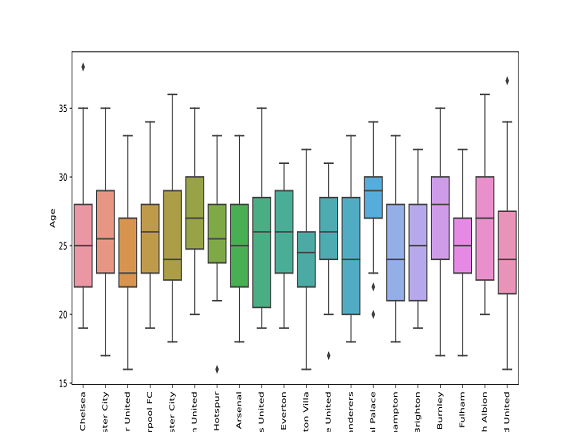 35
30
25
20
15
Age
Chelsea
ster City
r United
rpool FC
ster City
n United
Hotspur
Arsenal
s United
Everton
ton Villa
e United
nderers
l Palace
hampton
Brighton
Burnley
Fulham
h Albion
d United